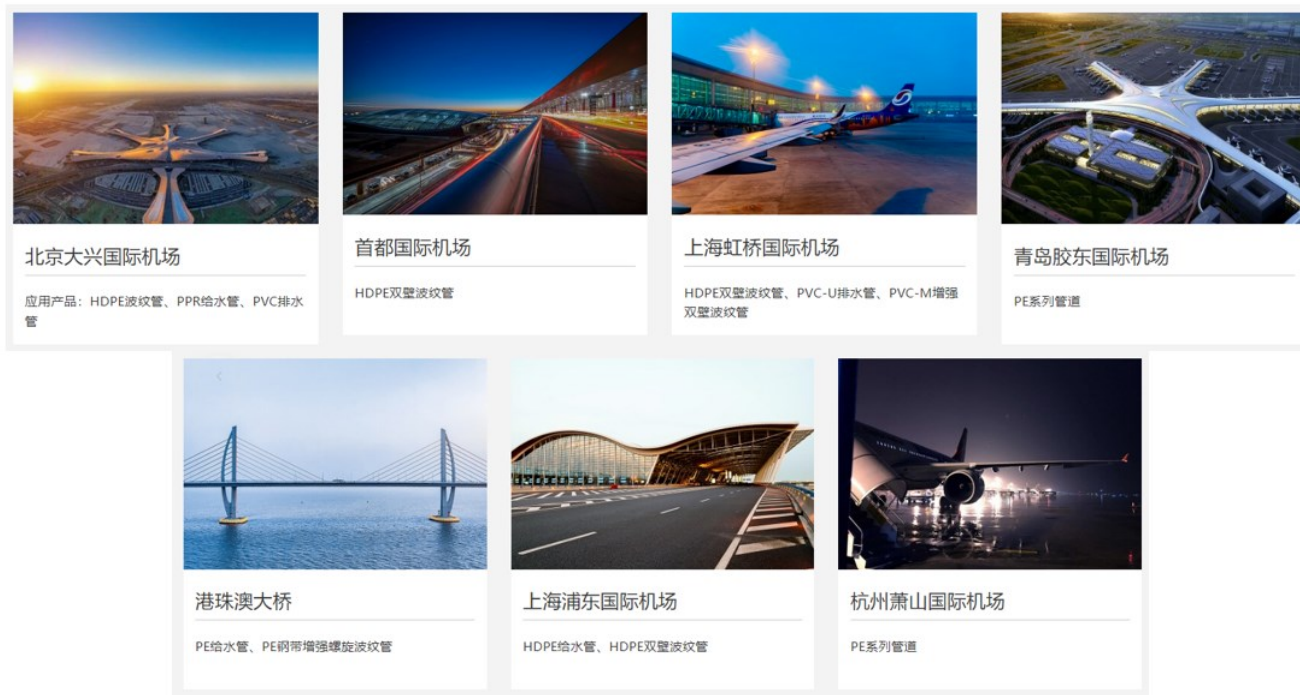 北京大兴国际机场
应用产品：HDPE波纹管、PPR给水管、PVC排水
管
首都国际机场
HDPE双壁波纹管
上海虹桥国际机场
HDPE双壁波纹管、PVC-U排水管、PVC-M增强
双壁波纹管
青岛胶东国际机场
PE系列管道
港珠澳大桥
PE给水管、PE钢带增强螺旋波纹管
上海浦东国际机场
HDPE给水管、HDPE双壁波纹管
杭州萧山国际机场
PE系列管道